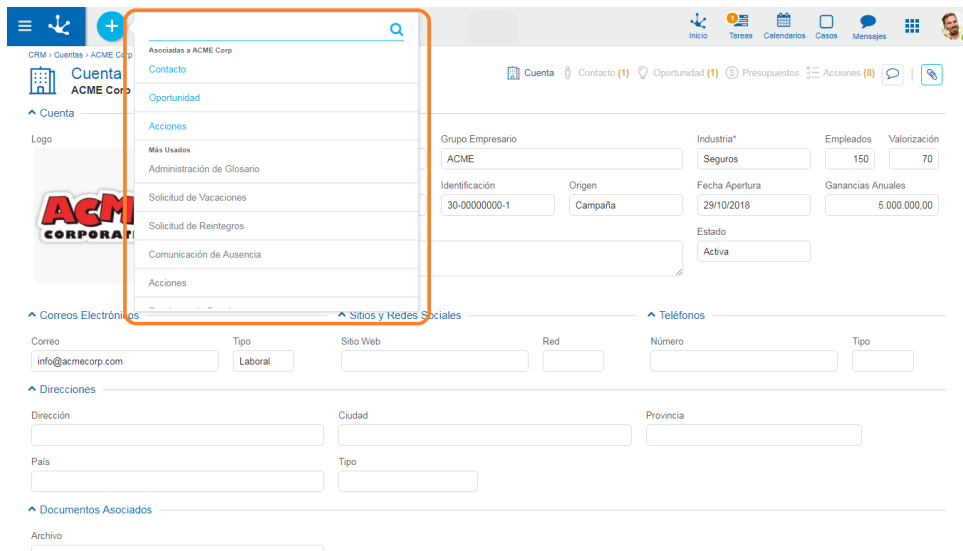 1
Inicio
Tareas
Calendarios
Casos
Mensajes
CRM › Cuentas › ACME Corp
Asociadas a ACME Corp
Contacto
Oportunidad
Acciones
Más Usados
Administración de Glosario
Solicitud de Vacaciones
Solicitud de Reintegros
Comunicación de Ausencia
Acciones
Cuenta
ACME Corp
Cuenta Contacto (1) Oportunidad (1) Presupuestos Acciones (8)
Cuenta
Logo
ACM
CORPORATI
Grupo Empresario
ACME
Industria*
Seguros
Empleados
150
Valorización
70
Identificación
30-00000000-1
Origen
Campaña
Fecha Apertura
29/10/2018
Ganancias Anuales
5.000.000,00
Estado
Activa
Correos Electrónicos
Sitios y Redes Sociales
Teléfonos
Correo
Tipo
Sitio Web
Red
Número
Tipo
info@acmecorp.com
Laboral
Direcciones
Dirección
Ciudad
Provincia
País
Tipo
Documentos Asociados
Archivo